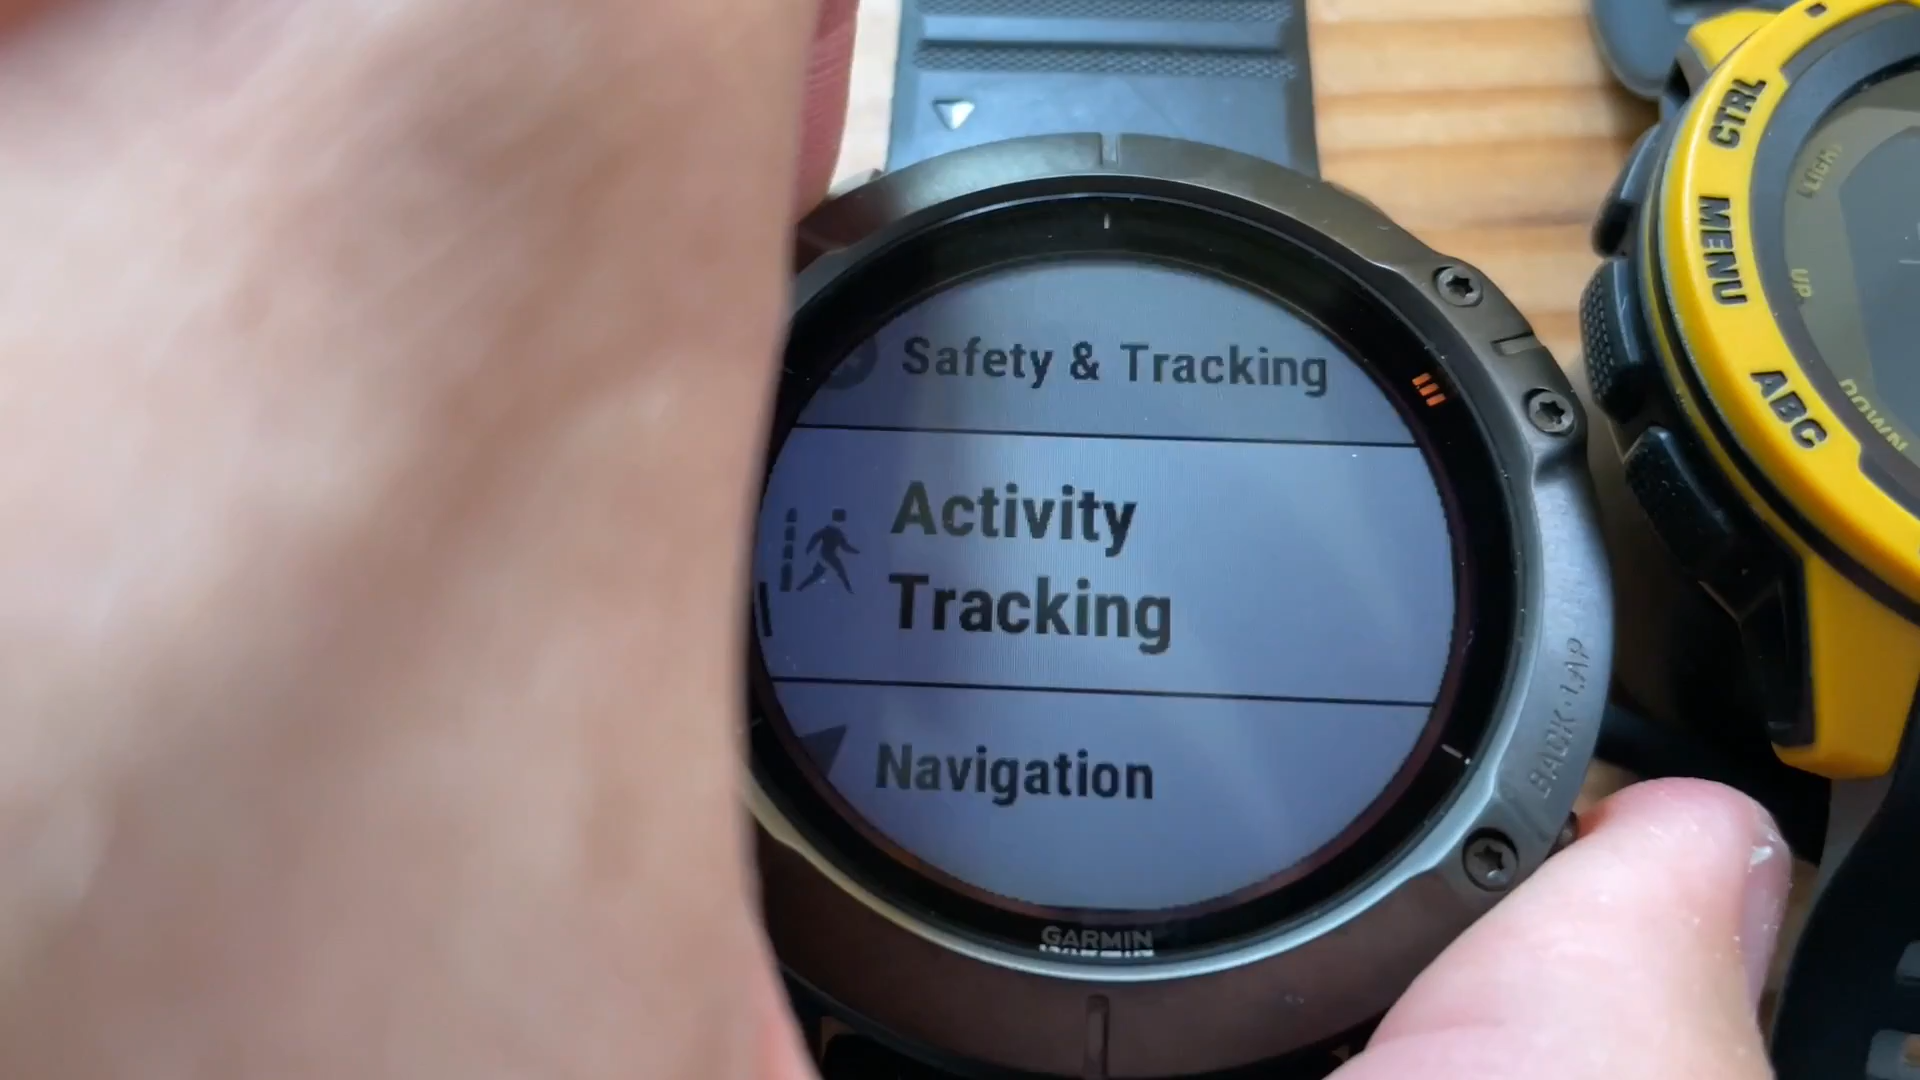 Safety & Tracking
Activity
Tracking
Navigation
GARMIN
BACK·LAP
CTRL
MENU
ABC
LIGHT
UP
DOWN